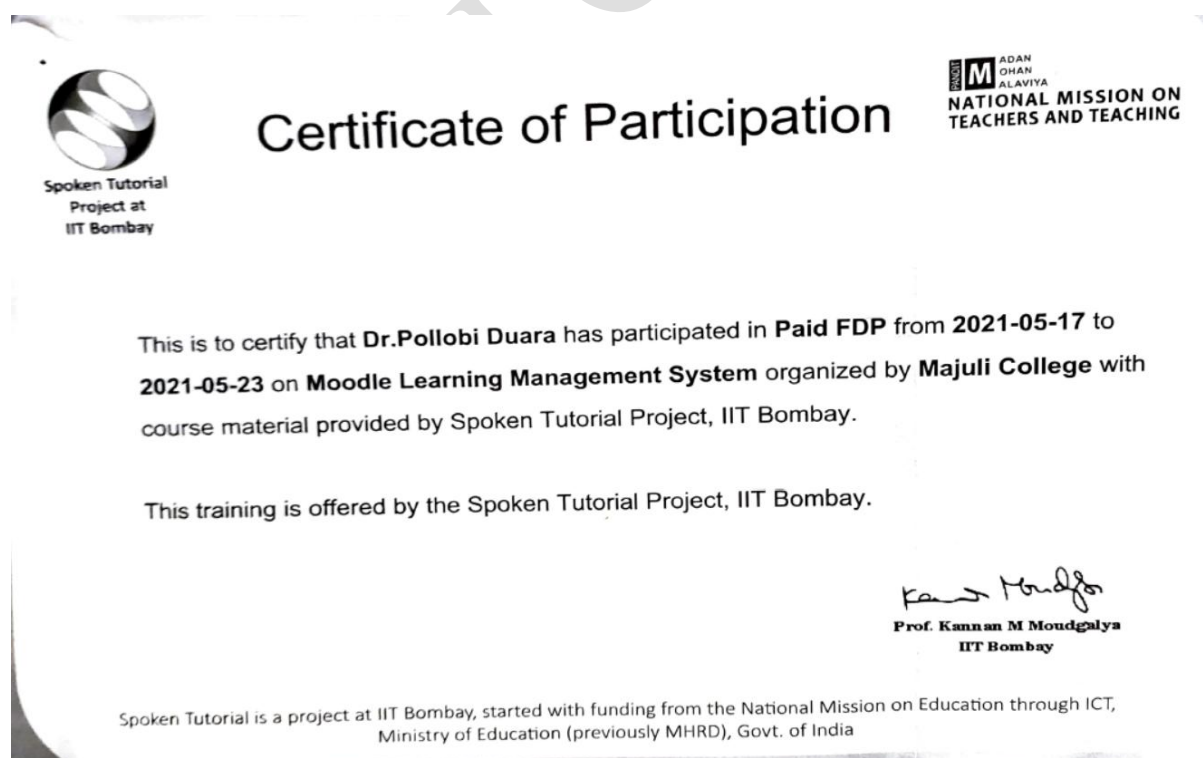 Spoken Tutorial
Project at
IIT Bombay
Certificate of Participation
PANDIT
M
ADAN
OHAN
ALAVIYA
NATIONAL MISSION ON
TEACHERS AND TEACHING
This is to certify that Dr.Pollobi Duara has participated in Paid FDP from 2021-05-17 to
2021-05-23 on Moodle Learning Management System organized by Majuli College with
course material provided by Spoken Tutorial Project, IIT Bombay.
This training is offered by the Spoken Tutorial Project, IIT Bombay.
Prof. Kannan M Moudgalya
IIT Bombay
Spoken Tutorial is a project at IIT Bombay, started with funding from the National Mission on Education through ICT,
Ministry of Education (previously MHRD), Govt. of India